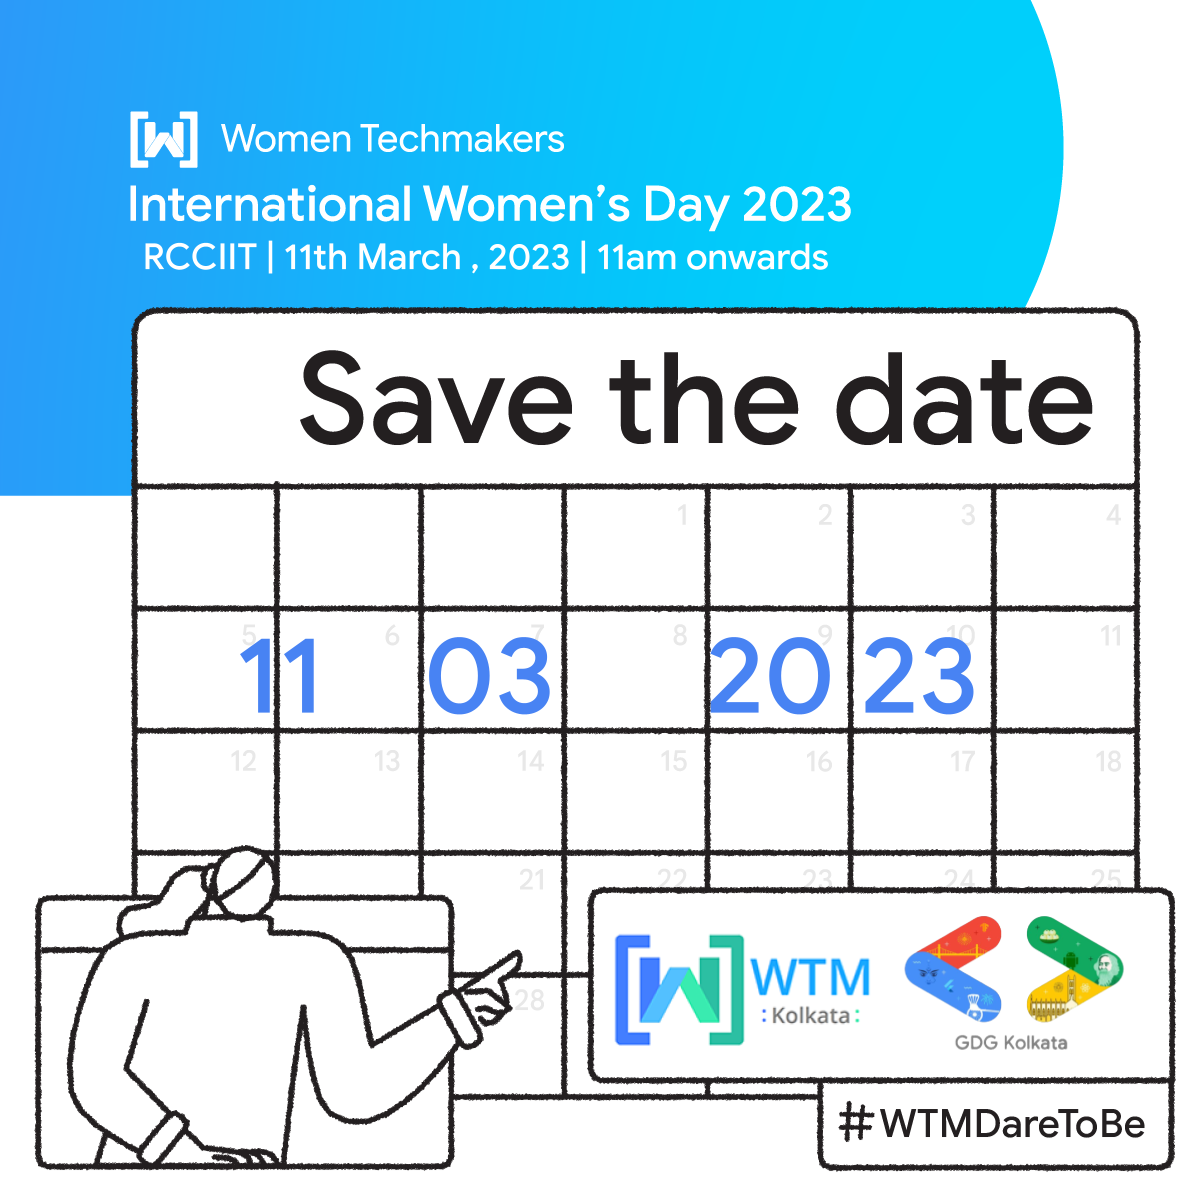 [W] Women Techmakers
International Women's Day 2023
RCCIIT | 11th March , 2023 | 11am onwards
Save the date
1 2 3 4
5 6 7 8 9 10 11
11 03 20 23
12 13 14 15 16 17 18
21 22 23 24 25
28
[W] WTM
: Kolkata :
GDG Kolkata
#WTMDareToBe